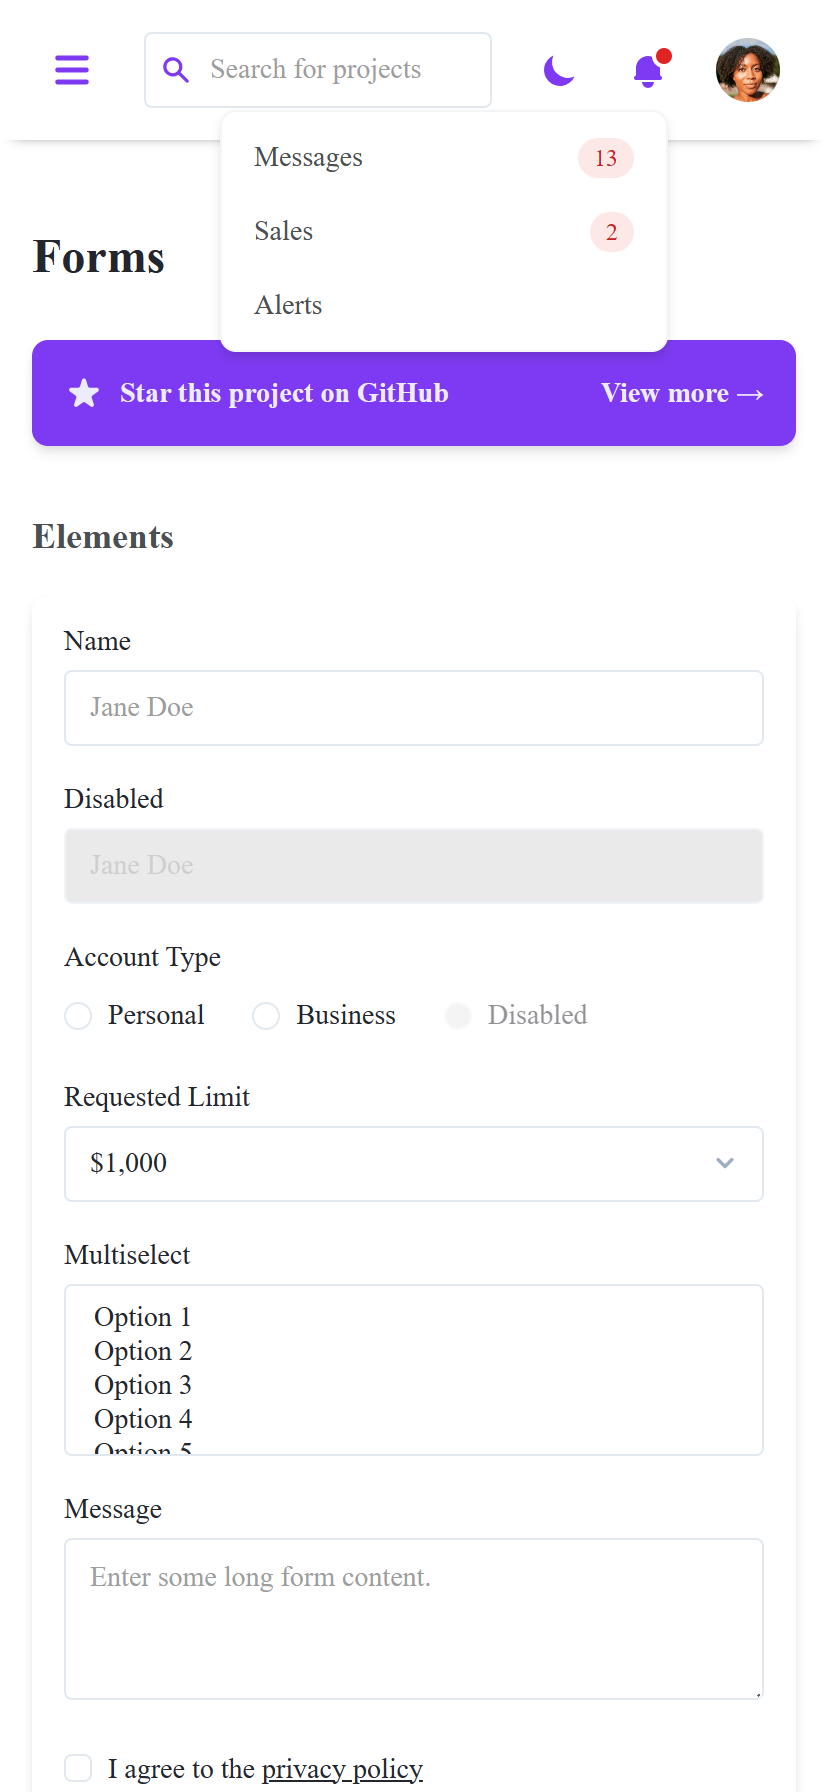 Search for projects
Messages 13
Sales 2
Alerts
Forms
Star this project on GitHub View more →
Elements
Name
Jane Doe
Disabled
Jane Doe
Account Type
Personal Business Disabled
Requested Limit
$1,000
Multiselect
Option 1
Option 2
Option 3
Option 4
Option 5
Message
Enter some long form content.
I agree to the privacy policy